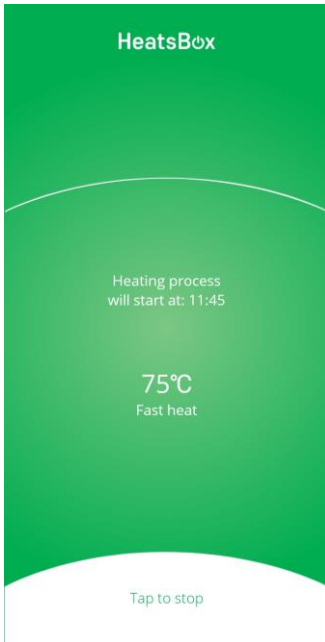 HeatsBox
Heating process
will start at: 11:45
75°C
Fast heat
Tap to stop